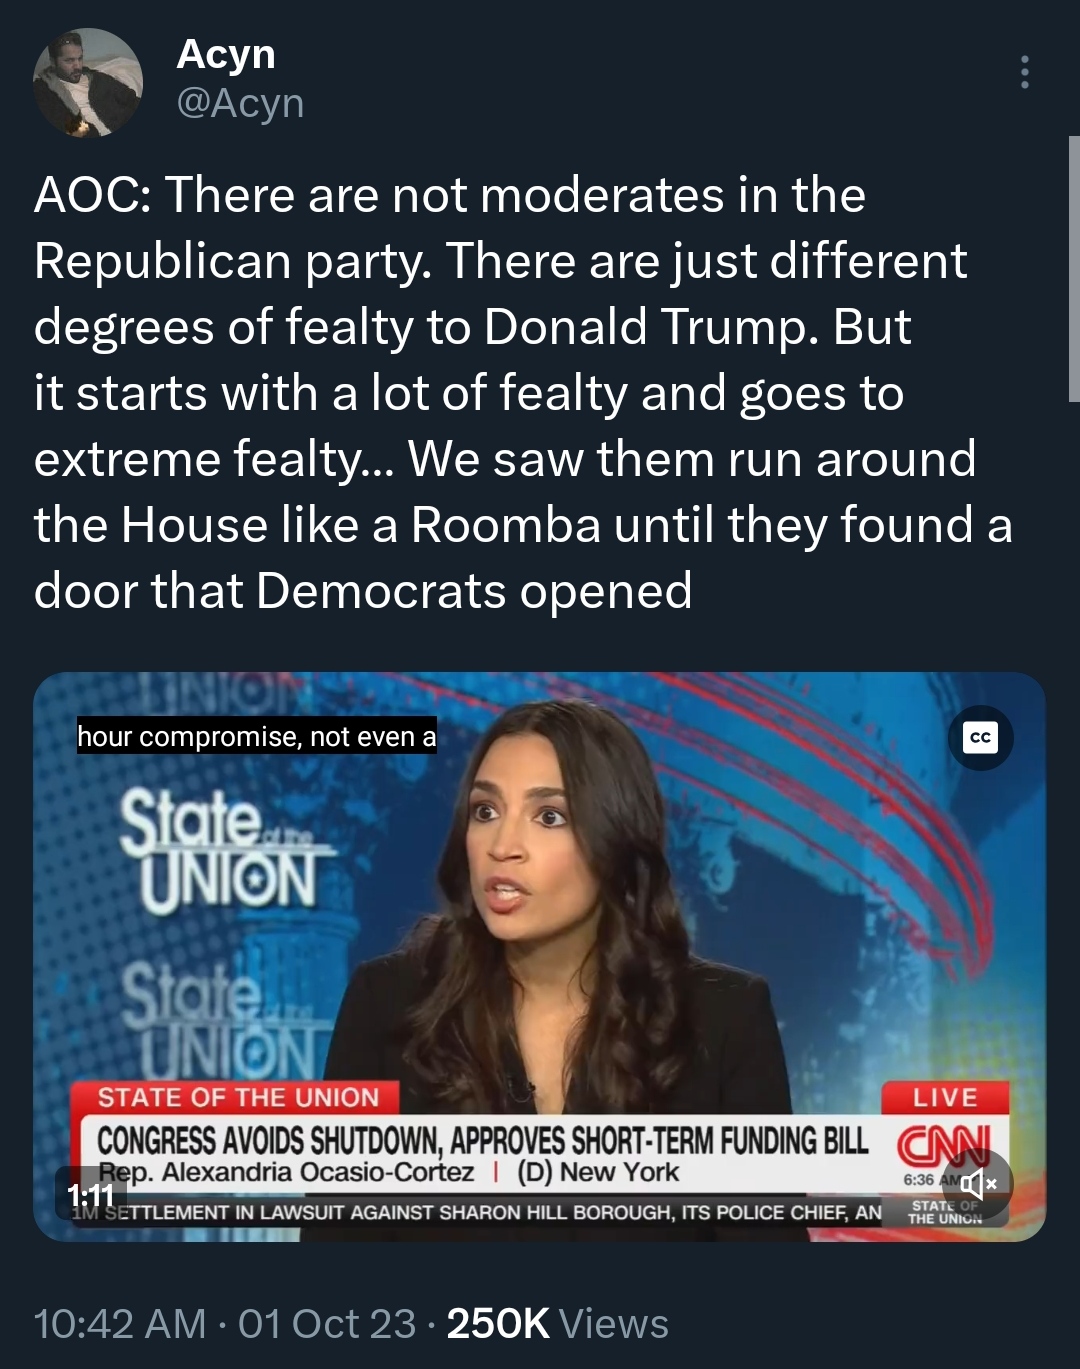 Acyn
@Acyn
AOC: There are not moderates in the
Republican party. There are just different
degrees of fealty to Donald Trump. But
it starts with a lot of fealty and goes to
extreme fealty... We saw them run around
the House like a Roomba until they found a
door that Democrats opened
UNION
hour compromise, not even a
CC
State of the
UNION
State of the
UNION
STATE OF THE UNION
LIVE
CONGRESS AVOIDS SHUTDOWN, APPROVES SHORT-TERM FUNDING BILL
CNN
Rep. Alexandria Ocasio-Cortez | (D) New York
6:36 AM
1:11
1M SETTLEMENT IN LAWSUIT AGAINST SHARON HILL BOROUGH, ITS POLICE CHIEF, AN
STATE OF
THE UNION
10:42 AM · 01 Oct 23 · 250K Views